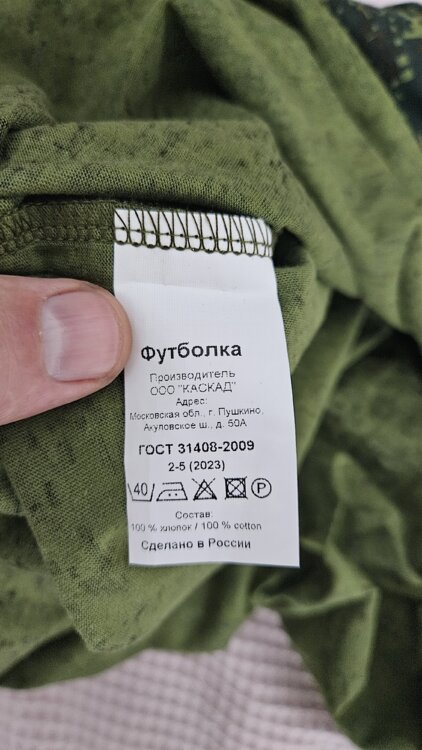 Футболка
Производитель
ООО "КАСКАД"
Адрес:
Московская обл., г. Пушкино,
Акуловское ш., д. 50А
ГОСТ 31408-2009
2-5 (2023)
40 P
Состав:
100 % хлопок / 100 % cotton
Сделано в России